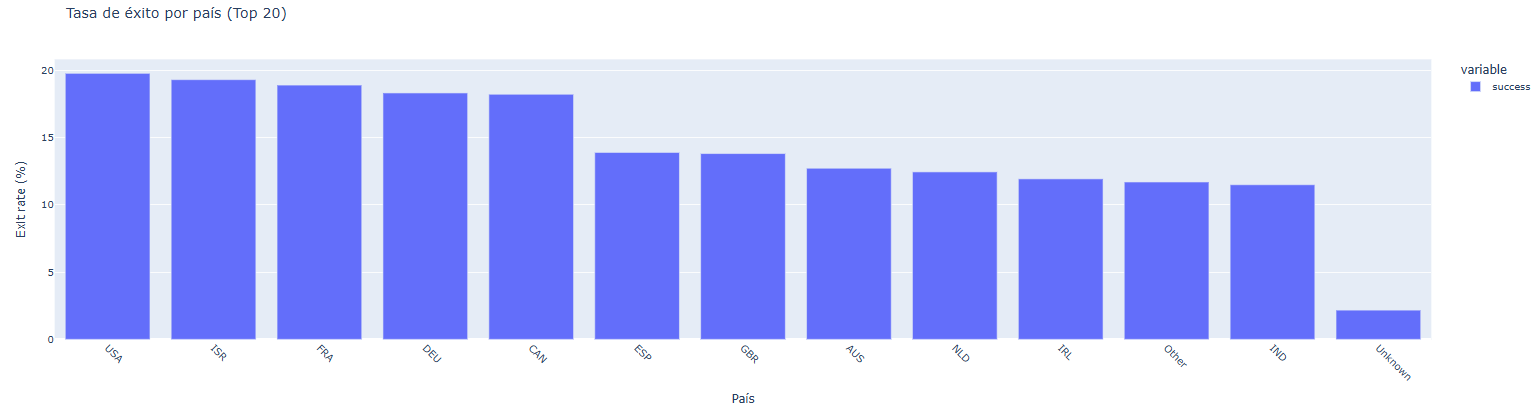 Tasa de éxito por país (Top 20)
variable
success
Exit rate (%)
20
15
10
5
0
USA
ISR
FRA
DEU
CAN
ESP
GBR
AUS
NLD
IRL
Other
IND
Unknown
País